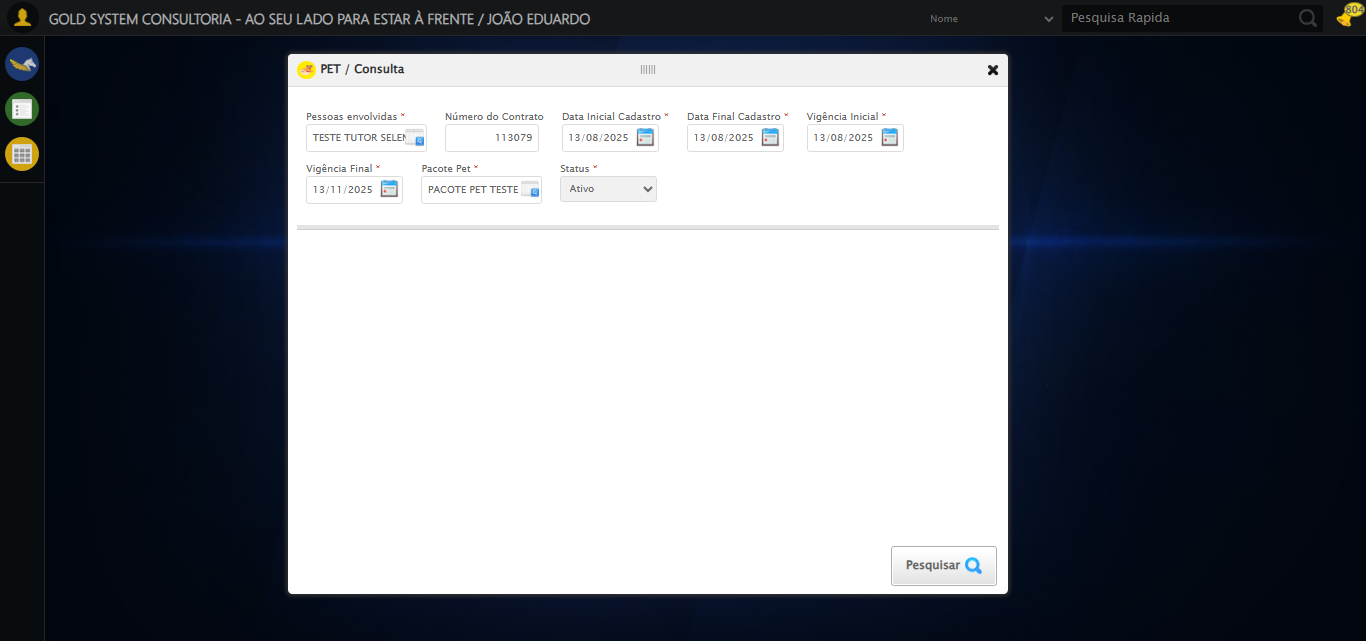 GOLD SYSTEM CONSULTORIA - AO SEU LADO PARA ESTAR À FRENTE / JOÃO EDUARDO
Nome
Pesquisa Rapida
804
PET / Consulta
Pessoas envolvidas * Número do Contrato Data Inicial Cadastro * Data Final Cadastro * Vigência Inicial *
TESTE TUTOR SELEN 113079 13/08/2025 13/08/2025 13/08/2025
Vigência Final * Pacote Pet * Status *
13/11/2025 PACOTE PET TESTE Ativo
Pesquisar